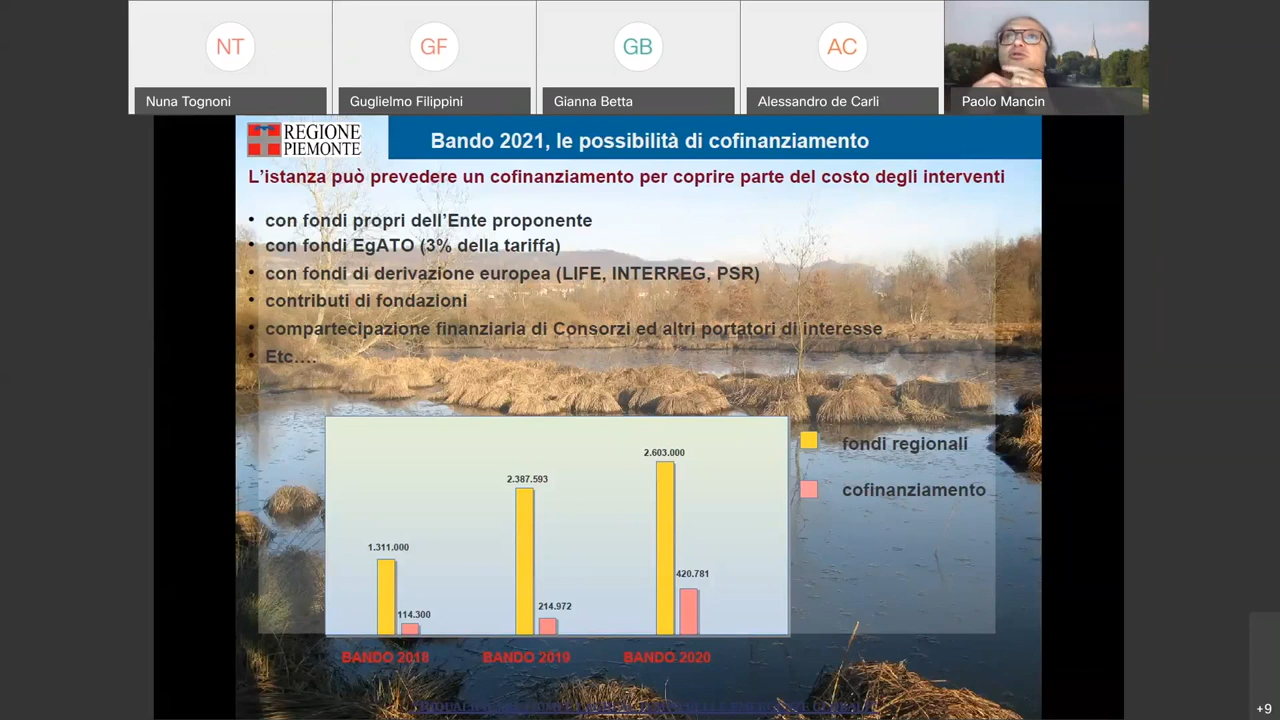 NT
GF
GB
AC
Nuna Tognoni
Guglielmo Filippini
Gianna Betta
Alessandro de Carli
Paolo Mancin
REGIONE
PIEMONTE
Bando 2021, le possibilità di cofinanziamento
L'istanza può prevedere un cofinanziamento per coprire parte del costo degli interventi
• con fondi propri dell'Ente proponente
• con fondi EgATO (3% della tariffa)
• con fondi di derivazione europea (LIFE, INTERREG, PSR)
• contributi di fondazioni
• compartecipazione finanziaria di Consorzi ed altri portatori di interesse
• Etc....
fondi regionali
cofinanziamento
1.311.000
114.300
2.387.593
214.972
2.603.000
420.781
BANDO 2018
BANDO 2019
BANDO 2020
+9